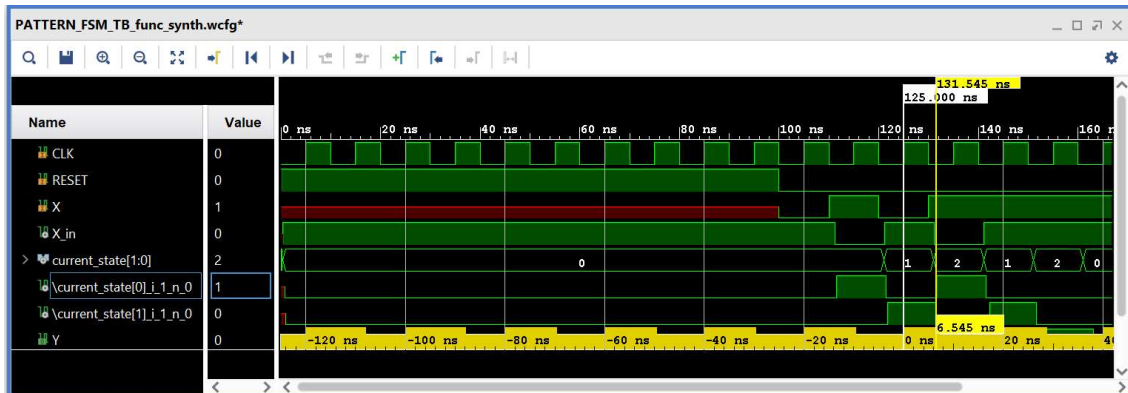 PATTERN_FSM_TB_func_synth.wcfg*
131.545 ns
125.000 ns
Name Value
0 ns 20 ns 40 ns 60 ns 80 ns 100 ns 120 ns 140 ns 160 n
CLK 0
RESET 0
X 1
X_in 0
current_state[1:0] 2 0 1 2 1 2 0
\current_state[0]_i_1_n_0 1
\current_state[1]_i_1_n_0 0
6.545 ns
Y 0
-120 ns -100 ns -80 ns -60 ns -40 ns -20 ns 0 ns 20 ns 40